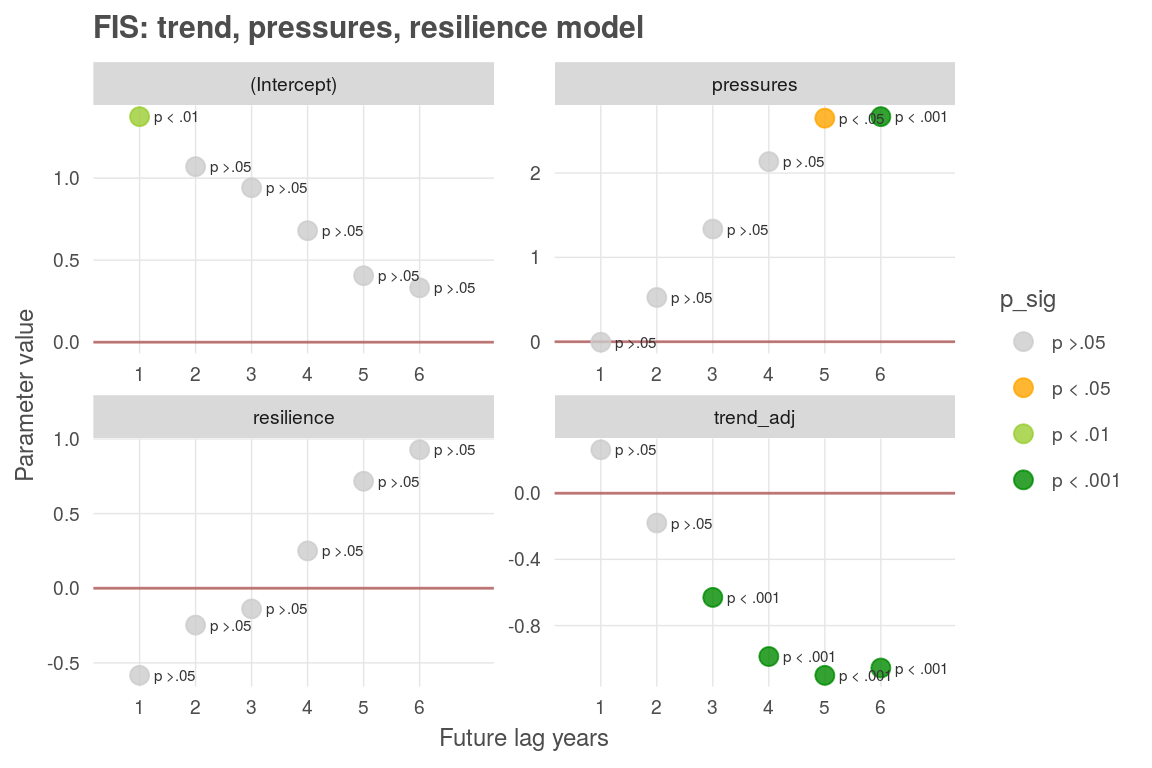 FIS: trend, pressures, resilience model
(Intercept)
pressures
p < .01
p >.05
p >.05
p >.05
p >.05
p >.05
1.0
0.5
0.0
1 2 3 4 5 6
p < .05
p < .001
p >.05
p >.05
p >.05
p >.05
2
1
0
1 2 3 4 5 6
resilience
trend_adj
p >.05
p >.05
p >.05
p >.05
p >.05
p >.05
1.0
0.5
0.0
-0.5
1 2 3 4 5 6
p >.05
p >.05
p < .001
p < .001
p < .001
p < .001
0.0
-0.4
-0.8
1 2 3 4 5 6
Parameter value
Future lag years
p_sig
p >.05
p < .05
p < .01
p < .001